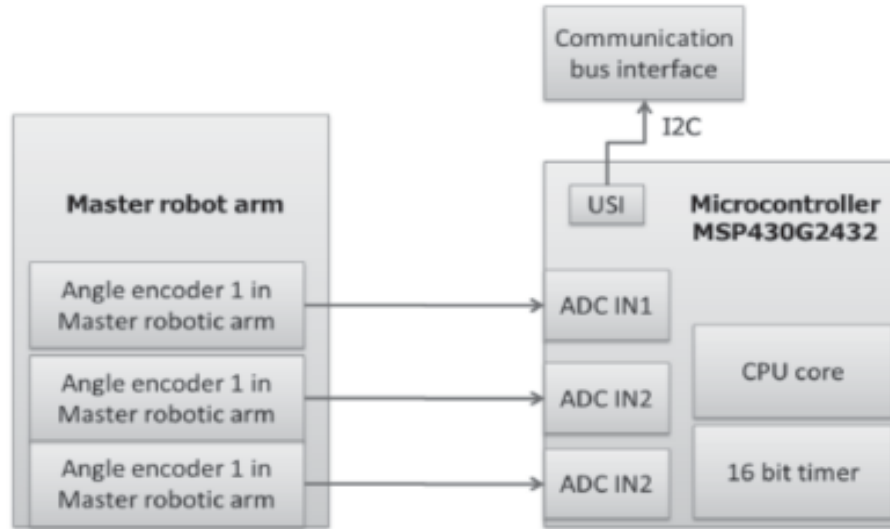 Communication
bus interface
I2C
Master robot arm
USI
Microcontroller
MSP430G2432
Angle encoder 1 in
Master robotic arm
ADC IN1
Angle encoder 1 in
Master robotic arm
ADC IN2
CPU core
Angle encoder 1 in
Master robotic arm
ADC IN2
16 bit timer